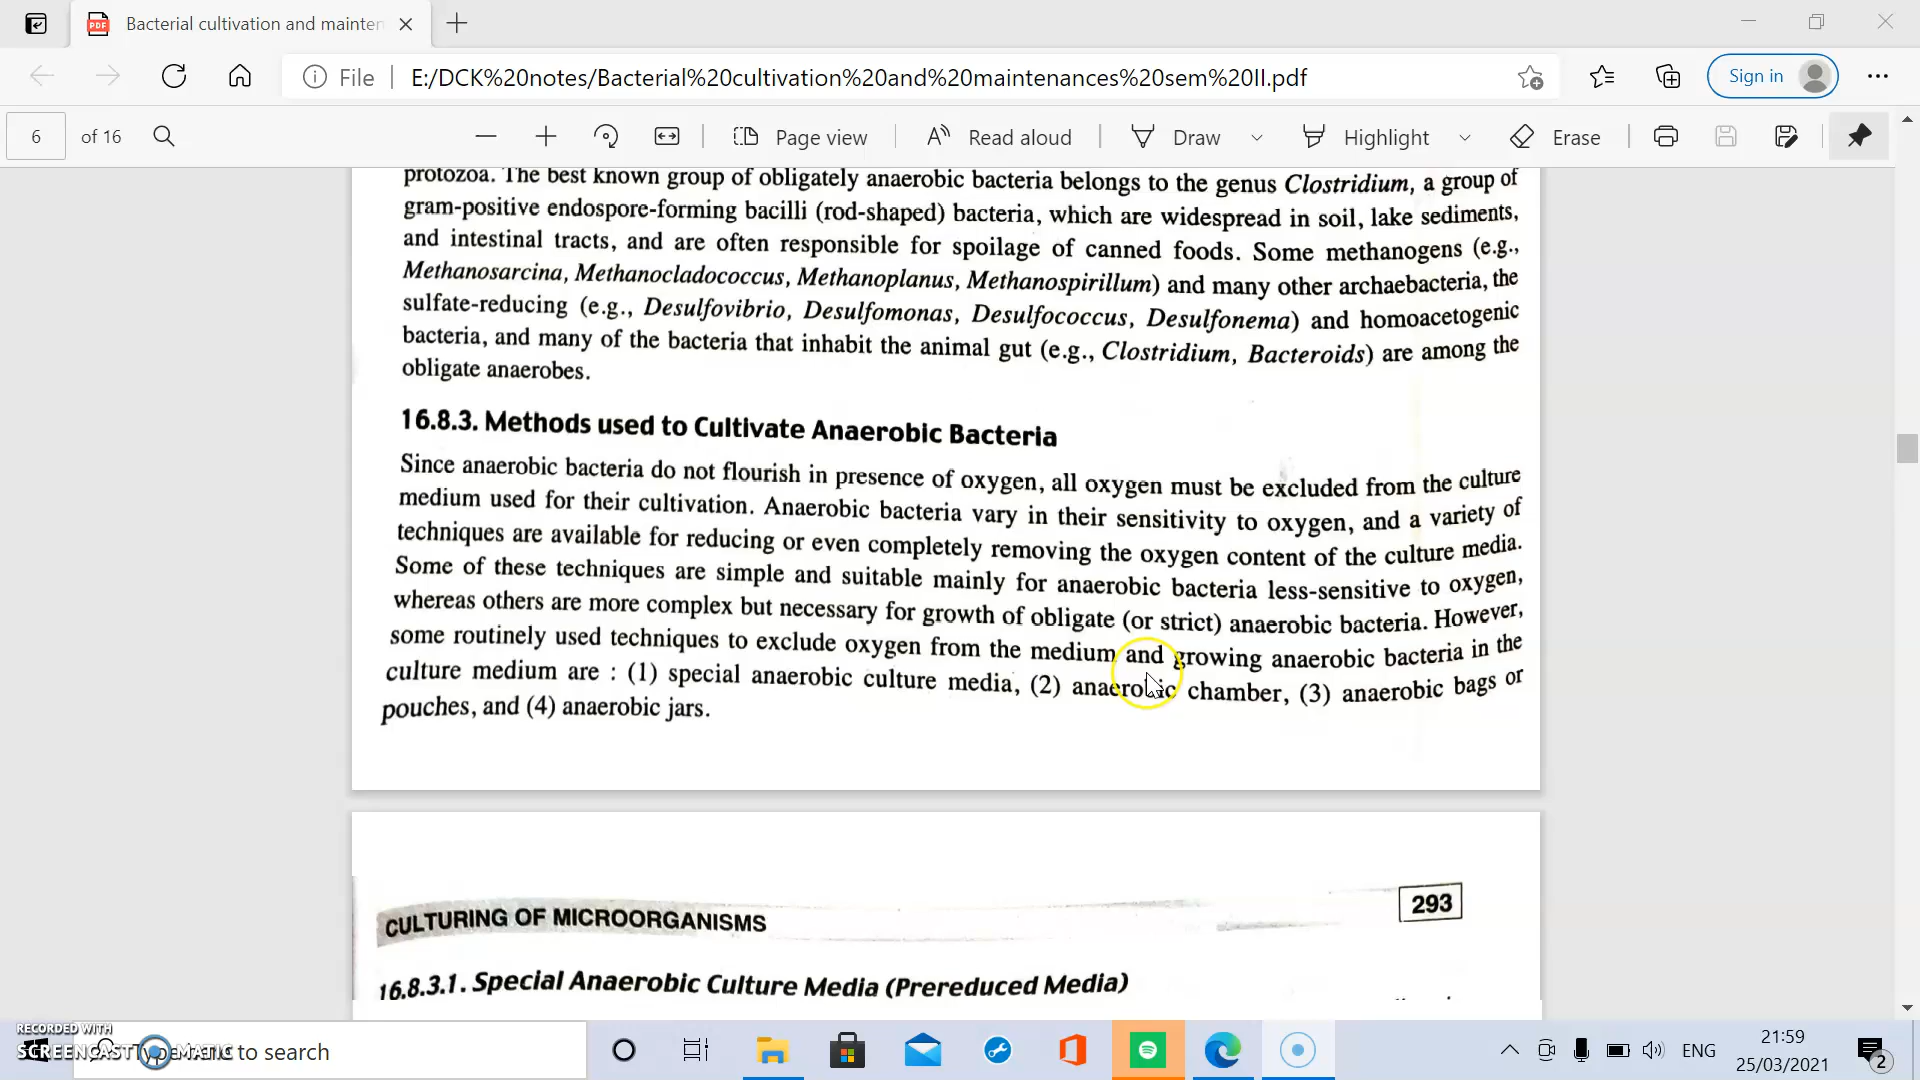 Bacterial cultivation and mainten
File
E:/DCK%20notes/Bacterial%20cultivation%20and%20maintenances%20sem%20II.pdf
Sign in
6 of 16
Page view
Read aloud
Draw
Highlight
Erase
protozoa. The best known group of obligately anaerobic bacteria belongs to the genus Clostridium, a group of
gram-positive endospore-forming bacilli (rod-shaped) bacteria, which are widespread in soil, lake sediments,
and intestinal tracts, and are often responsible for spoilage of canned foods. Some methanogens (e.g.,
Methanosarcina, Methanocladococcus, Methanoplanus, Methanospirillum) and many other archaebacteria, the
sulfate-reducing (e.g., Desulfovibrio, Desulfomonas, Desulfococcus, Desulfonema) and homoacetogenic
bacteria, and many of the bacteria that inhabit the animal gut (e.g., Clostridium, Bacteroids) are among the
obligate anaerobes.
16.8.3. Methods used to Cultivate Anaerobic Bacteria
Since anaerobic bacteria do not flourish in presence of oxygen, all oxygen must be excluded from the culture
medium used for their cultivation. Anaerobic bacteria vary in their sensitivity to oxygen, and a variety of
techniques are available for reducing or even completely removing the oxygen content of the culture media.
Some of these techniques are simple and suitable mainly for anaerobic bacteria less-sensitive to oxygen,
whereas others are more complex but necessary for growth of obligate (or strict) anaerobic bacteria. However,
some routinely used techniques to exclude oxygen from the medium and growing anaerobic bacteria in the
culture medium are : (1) special anaerobic culture media, (2) anaerobic chamber, (3) anaerobic bags or
pouches, and (4) anaerobic jars.
CULTURING OF MICROORGANISMS
293
16.8.3.1. Special Anaerobic Culture Media (Prereduced Media)
RECORDED WITH
SCREENCAST MATIC
to search
ENG
21:59
25/03/2021
2